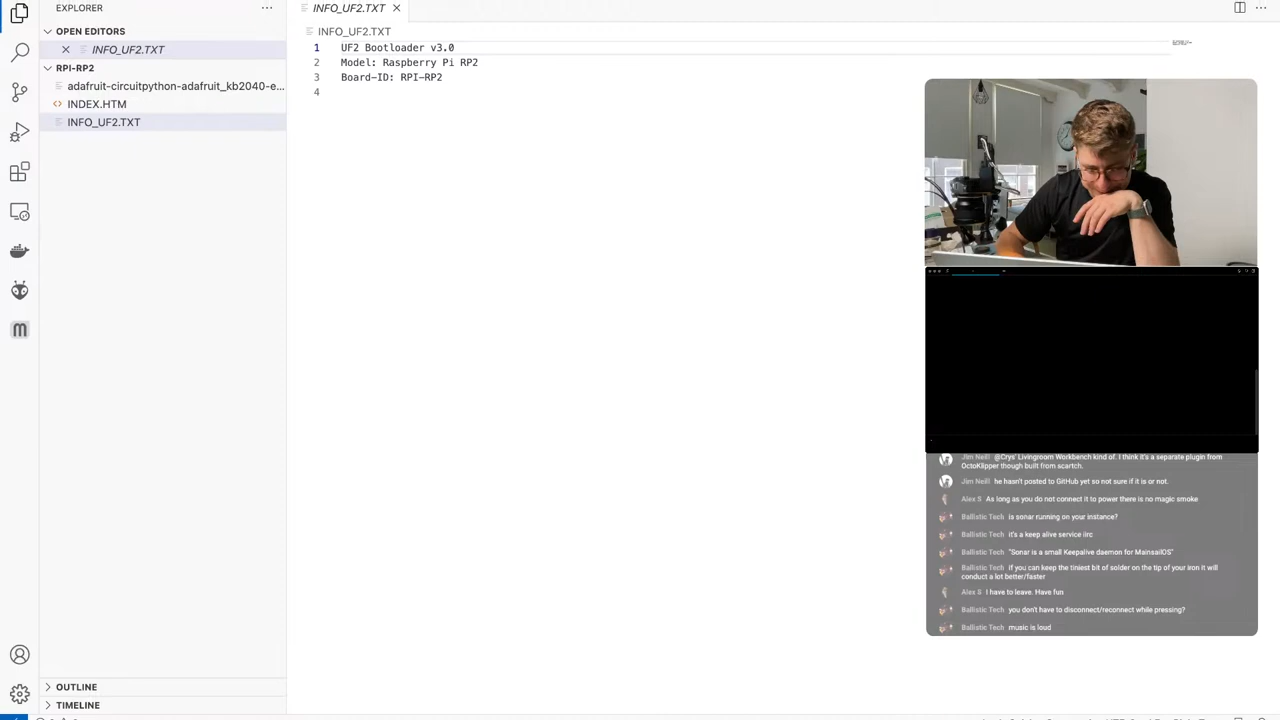 EXPLORER
INFO_UF2.TXT
OPEN EDITORS
INFO_UF2.TXT
INFO_UF2.TXT
1 UF2 Bootloader v3.0
2 Model: Raspberry Pi RP2
3 Board-ID: RPI-RP2
4
RPI-RP2
adafruit-circuitpython-adafruit_kb2040-e...
INDEX.HTM
INFO_UF2.TXT
OUTLINE
TIMELINE
Jim Neill @Crys' Livingroom Workbench kind of. I think it's a separate plugin from
OctoKlipper though built from scartch.
Jim Neill he hasn't posted to GitHub yet so not sure if it is or not.
Alex S As long as you do not connect it to power there is no magic smoke
Ballistic Tech is sonar running on your instance?
Ballistic Tech it's a keep alive service iirc
Ballistic Tech "Sonar is a small Keepalive daemon for MainsailOS"
Ballistic Tech if you can keep the tiniest bit of solder on the tip of your iron it will
conduct a lot better/faster
Alex S I have to leave. Have fun
Ballistic Tech you don't have to disconnect/reconnect while pressing?
Ballistic Tech music is loud